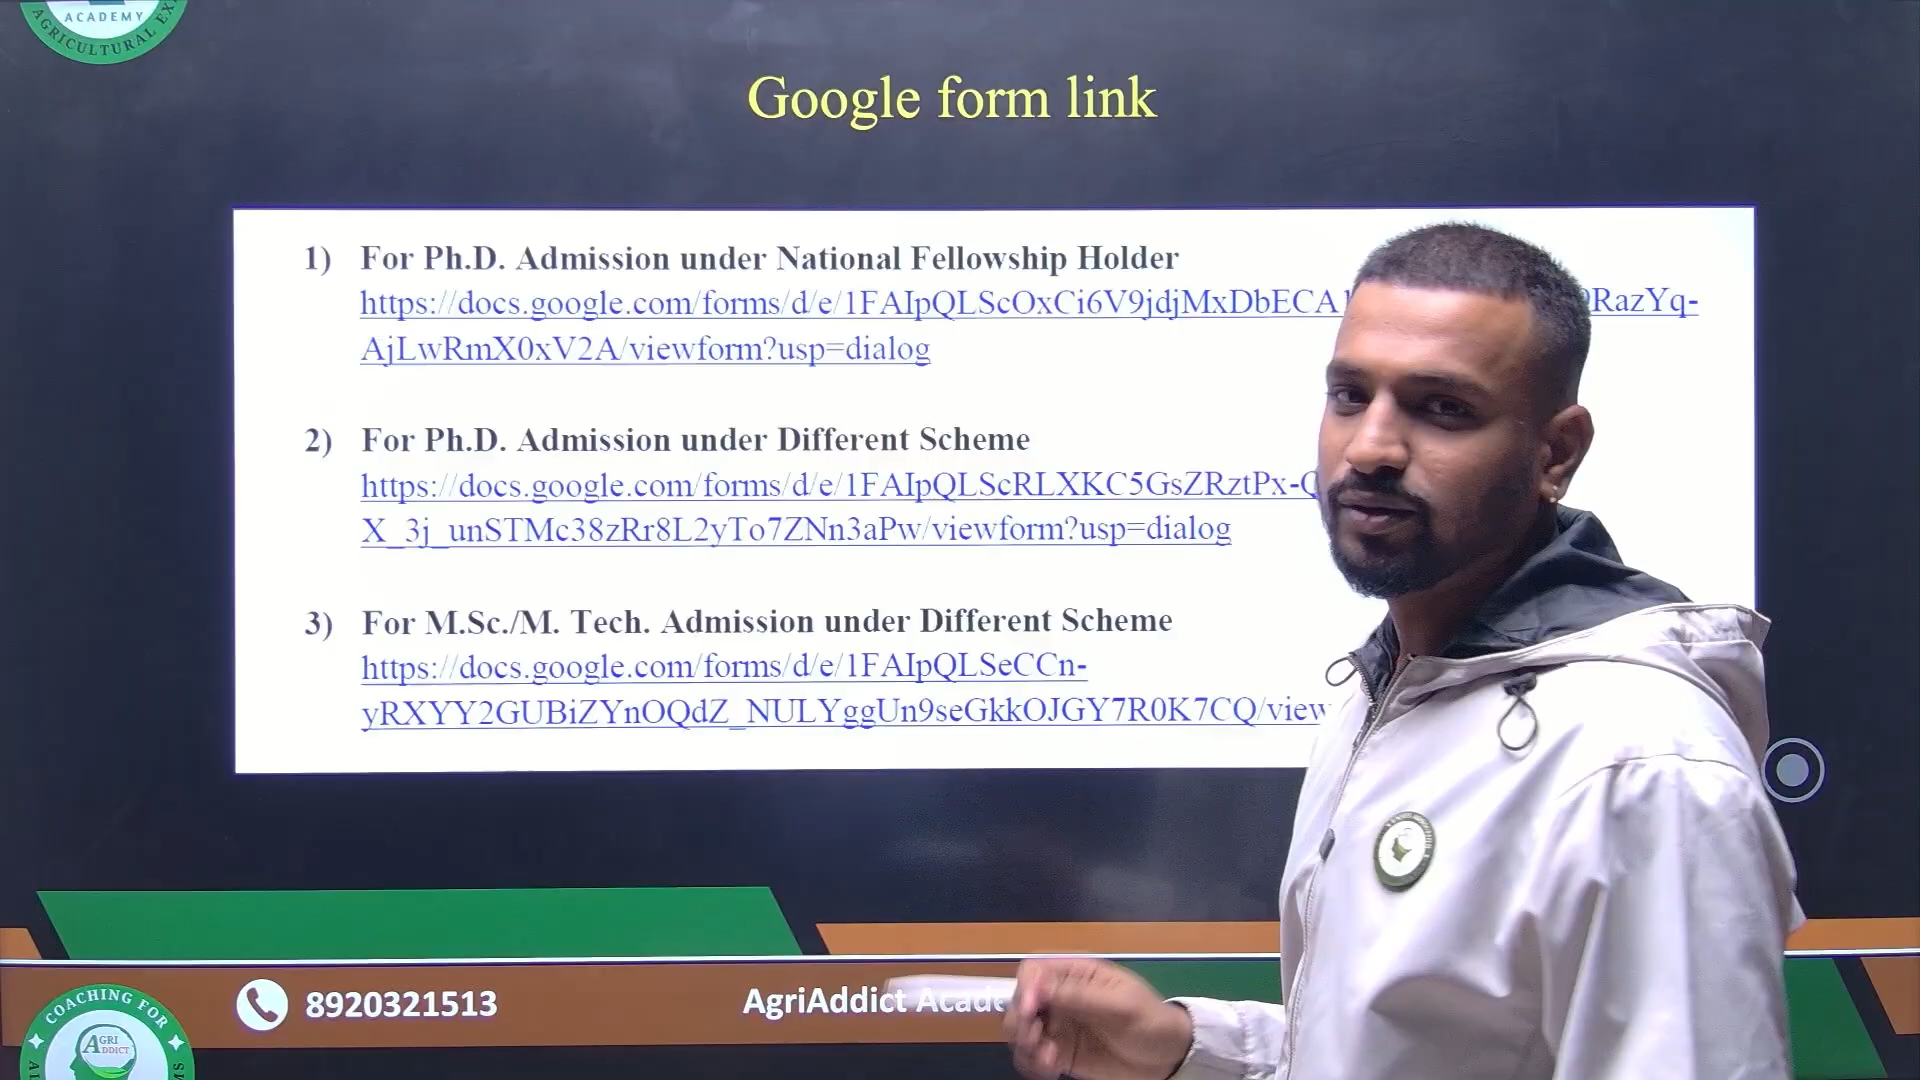 ACADEMY
AGRICULTURAL
Google form link
1) For Ph.D. Admission under National Fellowship Holder
https://docs.google.com/forms/d/e/1FAIpQLScOxCi6V9jdjMxDbECA RazYq-
AjLwRmX0xV2A/viewform?usp=dialog
2) For Ph.D. Admission under Different Scheme
https://docs.google.com/forms/d/e/1FAIpQLScRLXKC5GsZRztPx-
X_3j_unSTMc38zRr8L2yTo7ZNn3aPw/viewform?usp=dialog
3) For M.Sc./M. Tech. Admission under Different Scheme
https://docs.google.com/forms/d/e/1FAIpQLSeCCn-
yRXYY2GUBiZYnOQdZ_NULYggUn9seGkkOJGY7R0K7CQ/view
8920321513
AgriAddict Acade
COACHING FOR
AGRI
ADDICT